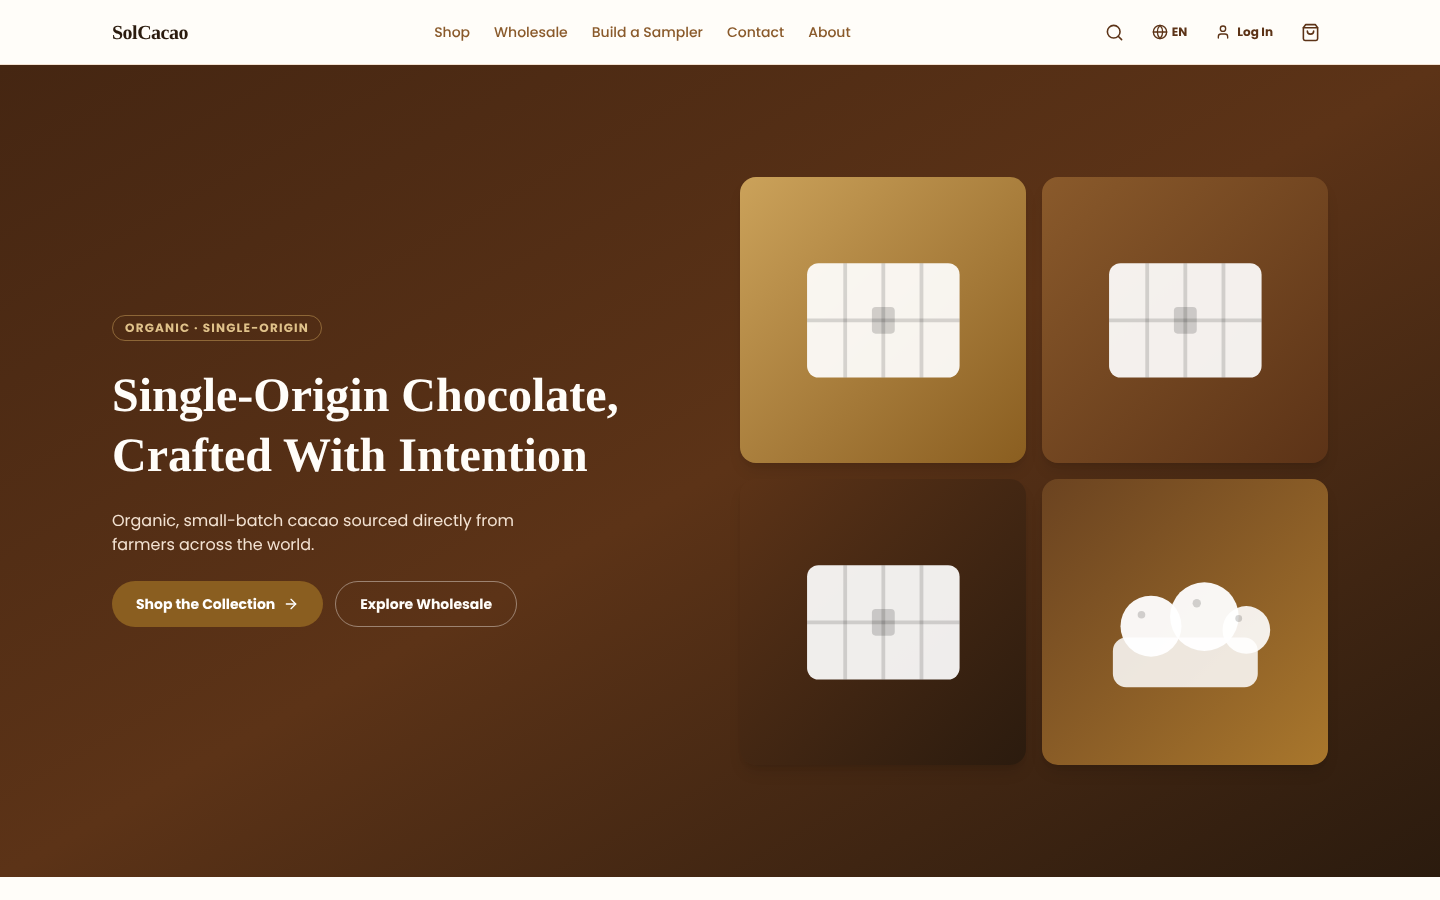 SolCacao
Shop
Wholesale
Build a Sampler
Contact
About
EN
Log In
ORGANIC · SINGLE-ORIGIN
Single-Origin Chocolate,
Crafted With Intention
Organic, small-batch cacao sourced directly from
farmers across the world.
Shop the Collection
Explore Wholesale